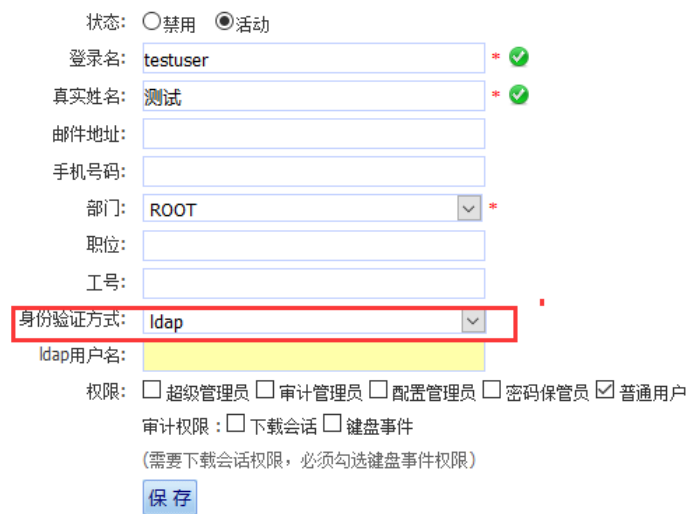 状态: 禁用 活动
登录名: testuser *
真实姓名: 测试 *
邮件地址:
手机号码:
部门: ROOT *
职位:
工号:
身份验证方式: ldap
ldap用户名:
权限: 超级管理员 审计管理员 配置管理员 密码保管员 普通用户
审计权限：下载会话 键盘事件
(需要下载会话权限，必须勾选键盘事件权限)
保 存